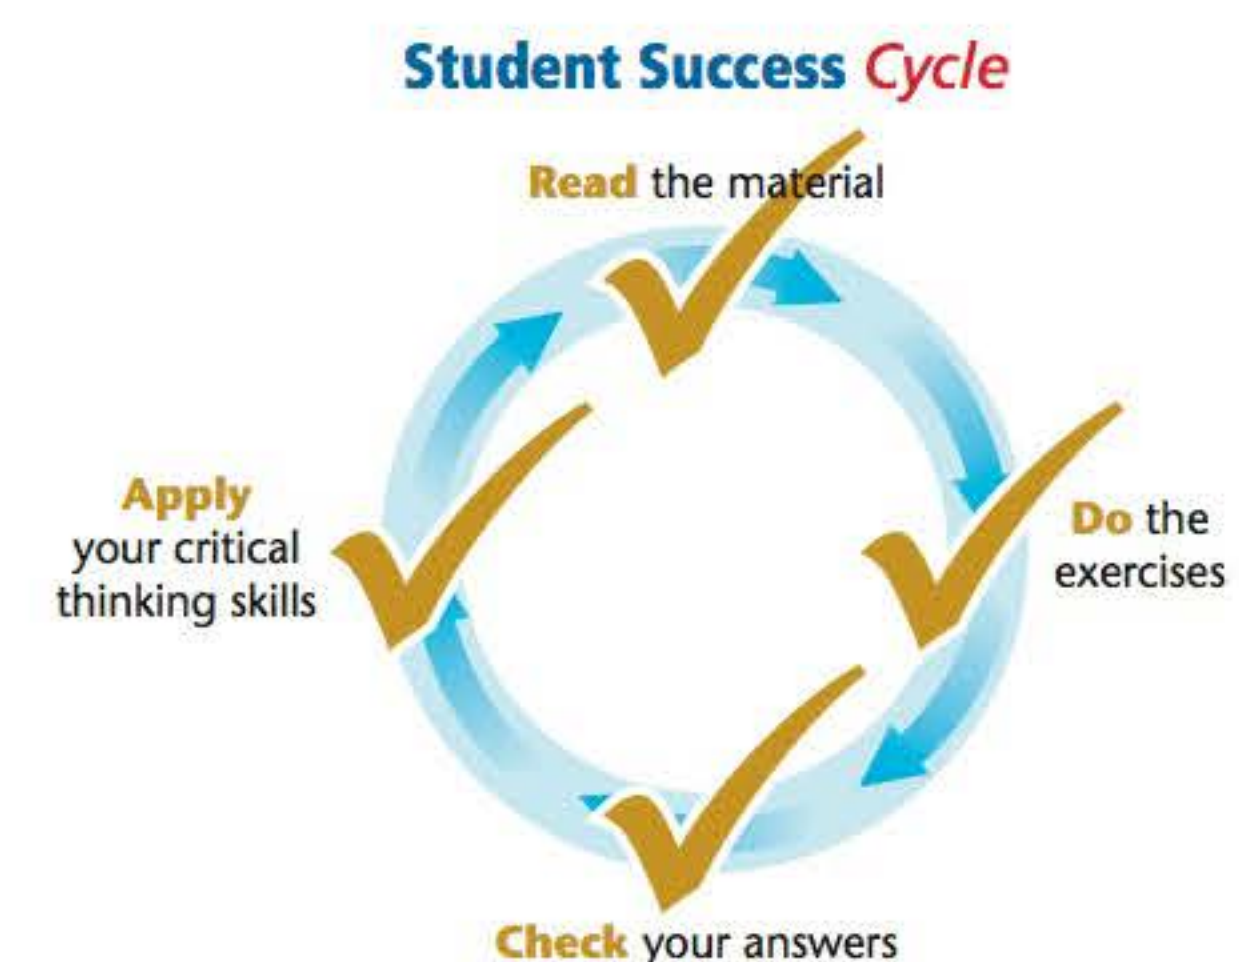 Student Success Cycle
Read the material
Do the
exercises
Check your answers
Apply
your critical
thinking skills